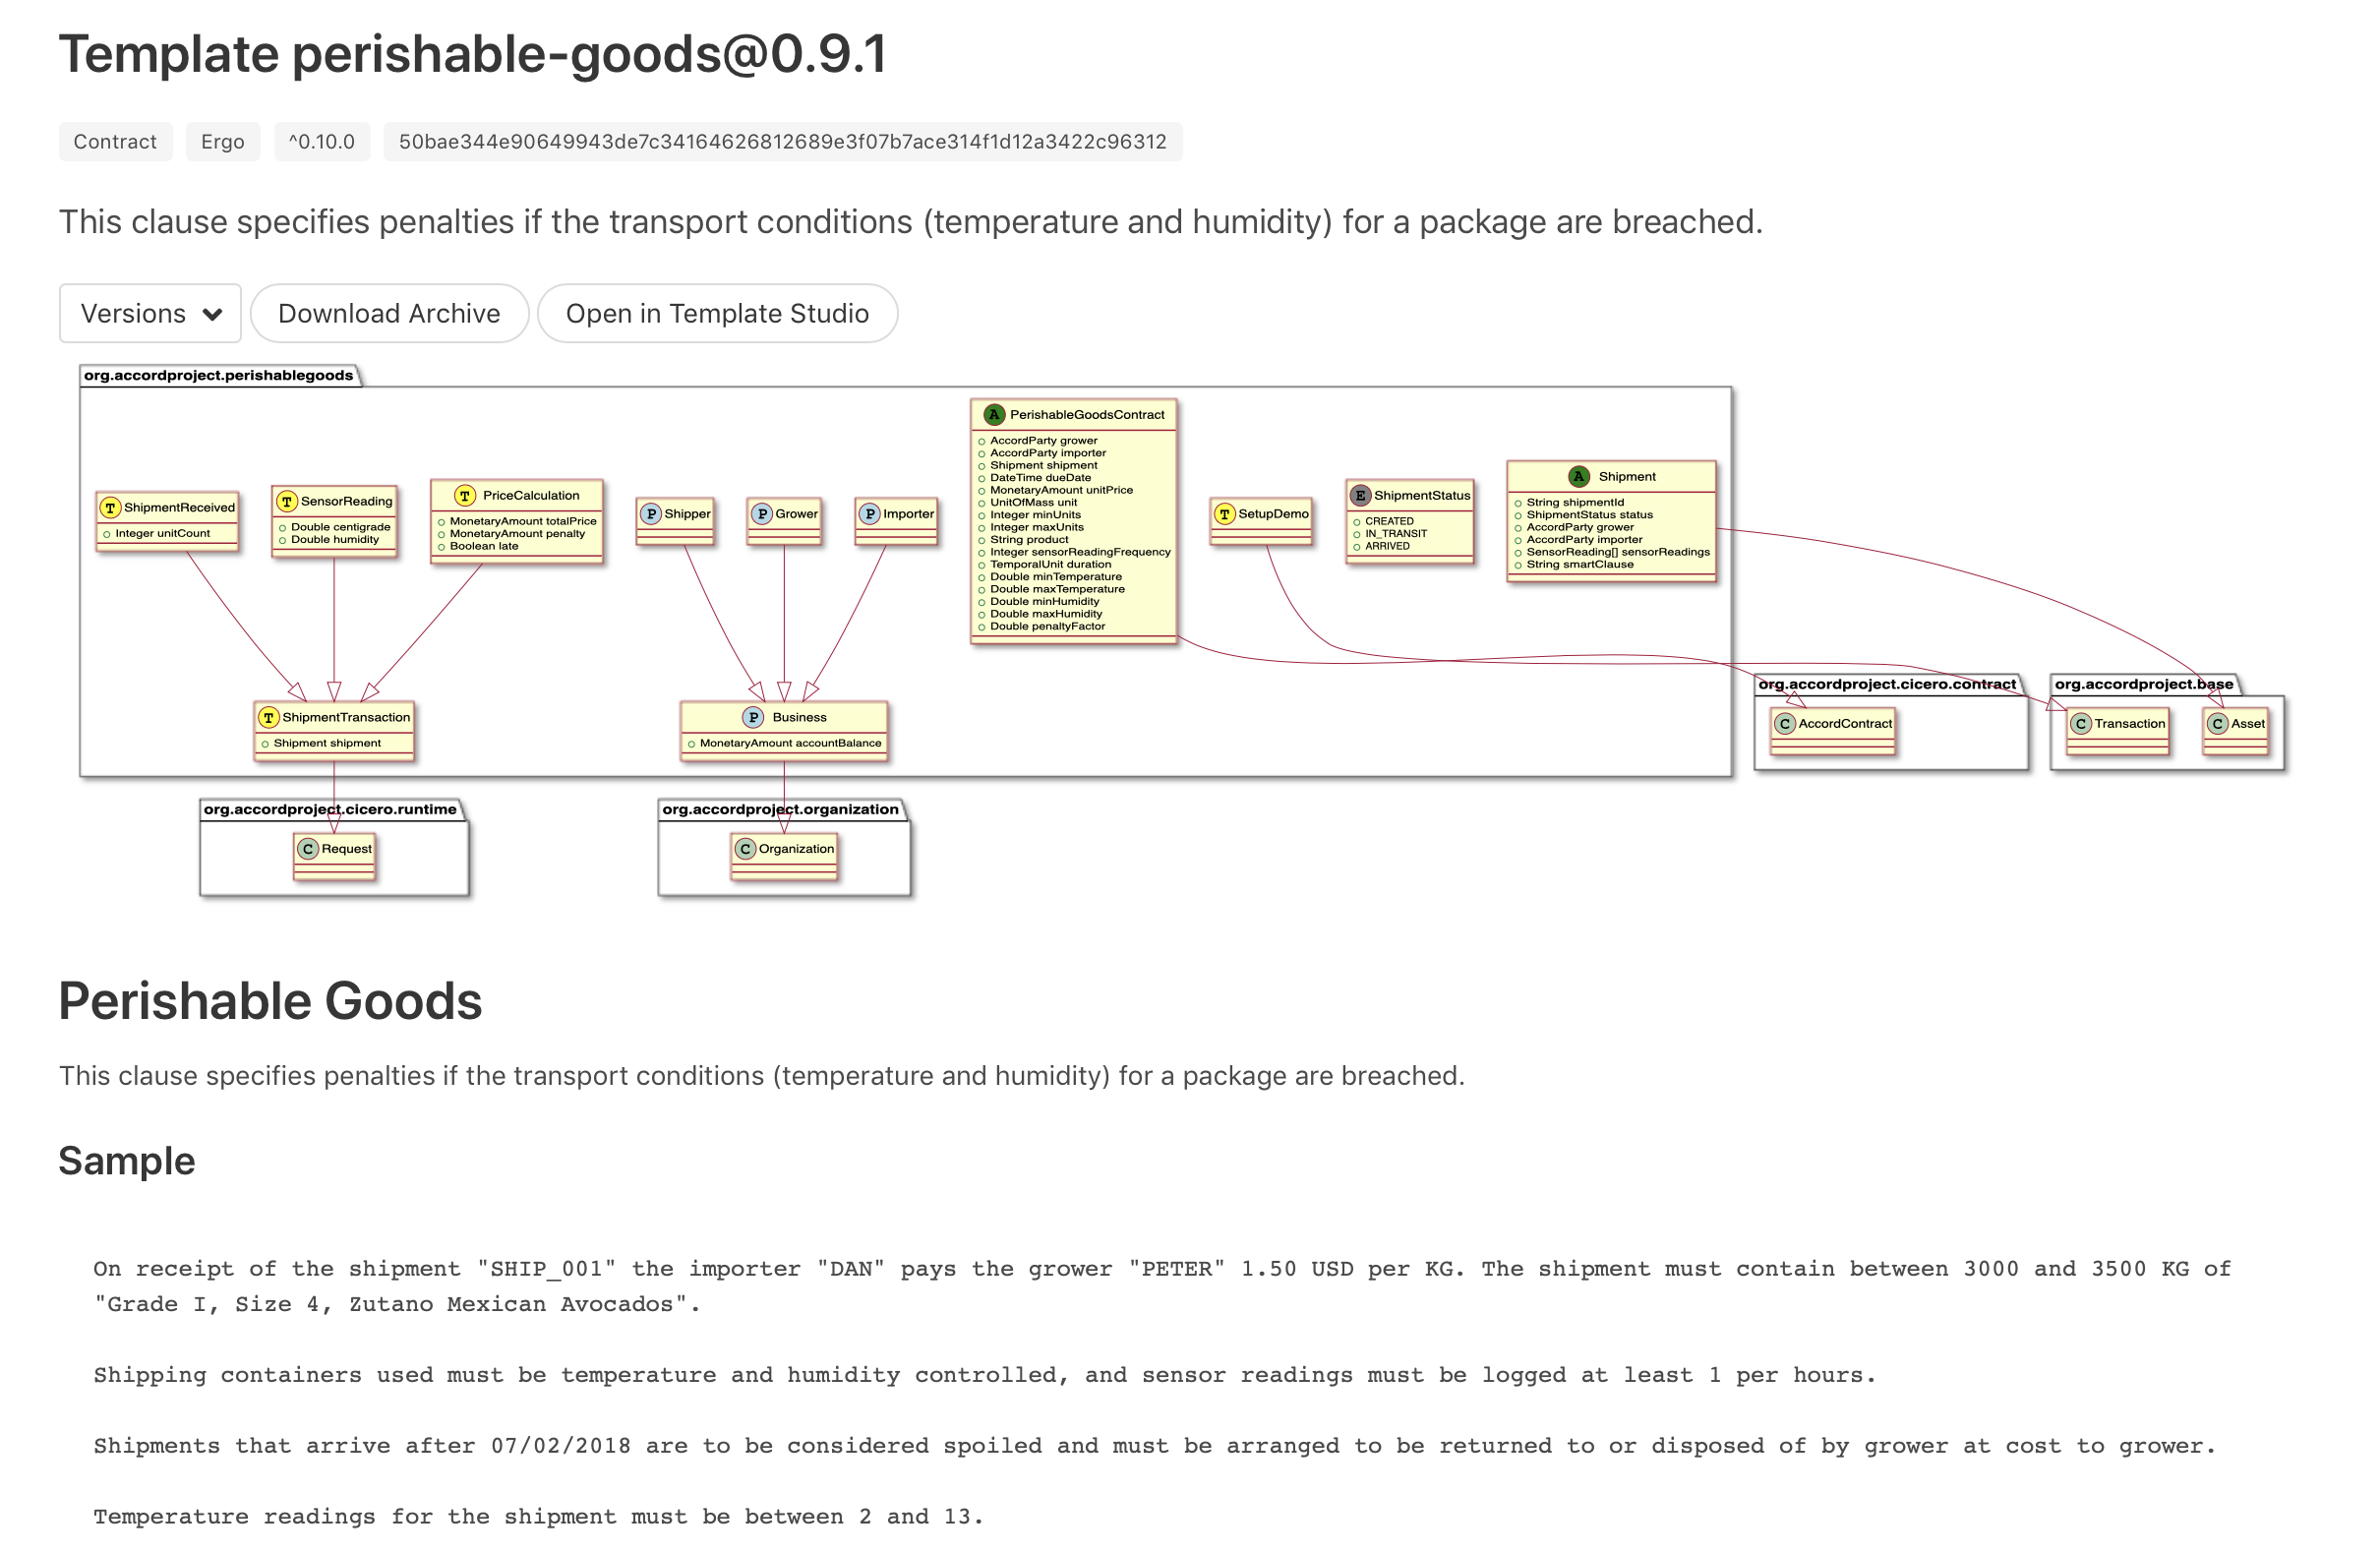 Template perishable-goods@0.9.1
Contract Ergo ^0.10.0 50bae344e90649943de7c34164626812689e3f07b7ace314f1d12a3422c96312
This clause specifies penalties if the transport conditions (temperature and humidity) for a package are breached.
Versions Download Archive Open in Template Studio
org.accordproject.perishablegoods
T ShipmentReceived
Integer unitCount
T SensorReading
Double centigrade
Double humidity
T PriceCalculation
MonetaryAmount totalPrice
MonetaryAmount penalty
Boolean late
P Shipper
P Grower
P Importer
A PerishableGoodsContract
AccordParty grower
AccordParty importer
Shipment shipment
DateTime dueDate
MonetaryAmount unitPrice
UnitOfMass unit
Integer minUnits
Integer maxUnits
String product
Integer sensorReadingFrequency
TemporalUnit duration
Double minTemperature
Double maxTemperature
Double minHumidity
Double maxHumidity
Double penaltyFactor
T SetupDemo
E ShipmentStatus
CREATED
IN_TRANSIT
ARRIVED
A Shipment
String shipmentId
ShipmentStatus status
AccordParty grower
AccordParty importer
SensorReading[] sensorReadings
String smartClause
T ShipmentTransaction
Shipment shipment
P Business
MonetaryAmount accountBalance
org.accordproject.cicero.contract
C AccordContract
org.accordproject.base
C Transaction
C Asset
org.accordproject.cicero.runtime
C Request
org.accordproject.organization
C Organization
Perishable Goods
This clause specifies penalties if the transport conditions (temperature and humidity) for a package are breached.
Sample
On receipt of the shipment "SHIP_001" the importer "DAN" pays the grower "PETER" 1.50 USD per KG. The shipment must contain between 3000 and 3500 KG of
"Grade I, Size 4, Zutano Mexican Avocados".
Shipping containers used must be temperature and humidity controlled, and sensor readings must be logged at least 1 per hours.
Shipments that arrive after 07/02/2018 are to be considered spoiled and must be arranged to be returned to or disposed of by grower at cost to grower.
Temperature readings for the shipment must be between 2 and 13.